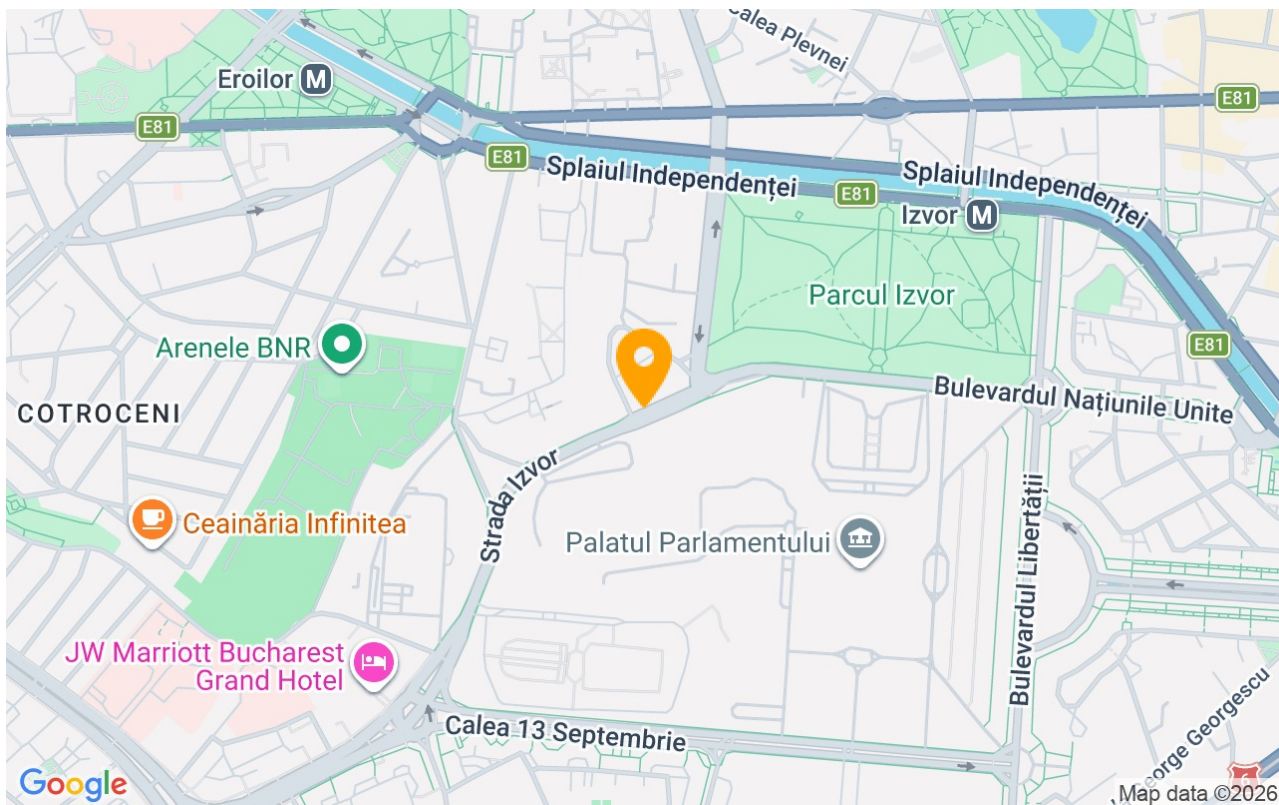 Calea Plevnei
Eroilor M
E81
E81
E81
Splaiul Independenței
E81
Splaiul Independenței
Izvor M
Parcul Izvor
Arenele BNR
E81
COTROCENI
Bulevardul Națiunile Unite
Strada Izvor
Ceainăria Infinitea
Palatul Parlamentului
Bulevardul Libertății
JW Marriott Bucharest
Grand Hotel
Calea 13 Septembrie
George Georgescu
Google
Map data ©2026